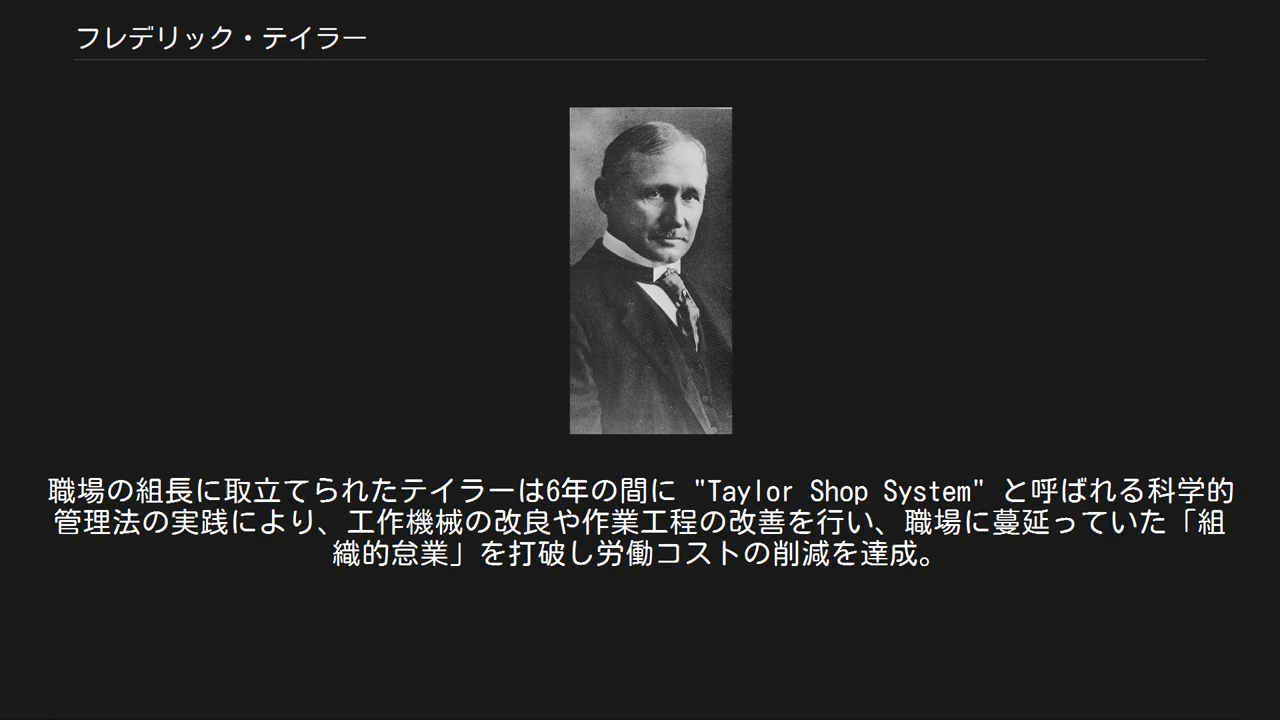 フレデリック・テイラー
職場の組長に取立てられたテイラーは6年の間に "Taylor Shop System" と呼ばれる科学的
管理法の実践により、工作機械の改良や作業工程の改善を行い、職場に蔓延っていた「組
織的怠業」を打破し労働コストの削減を達成。